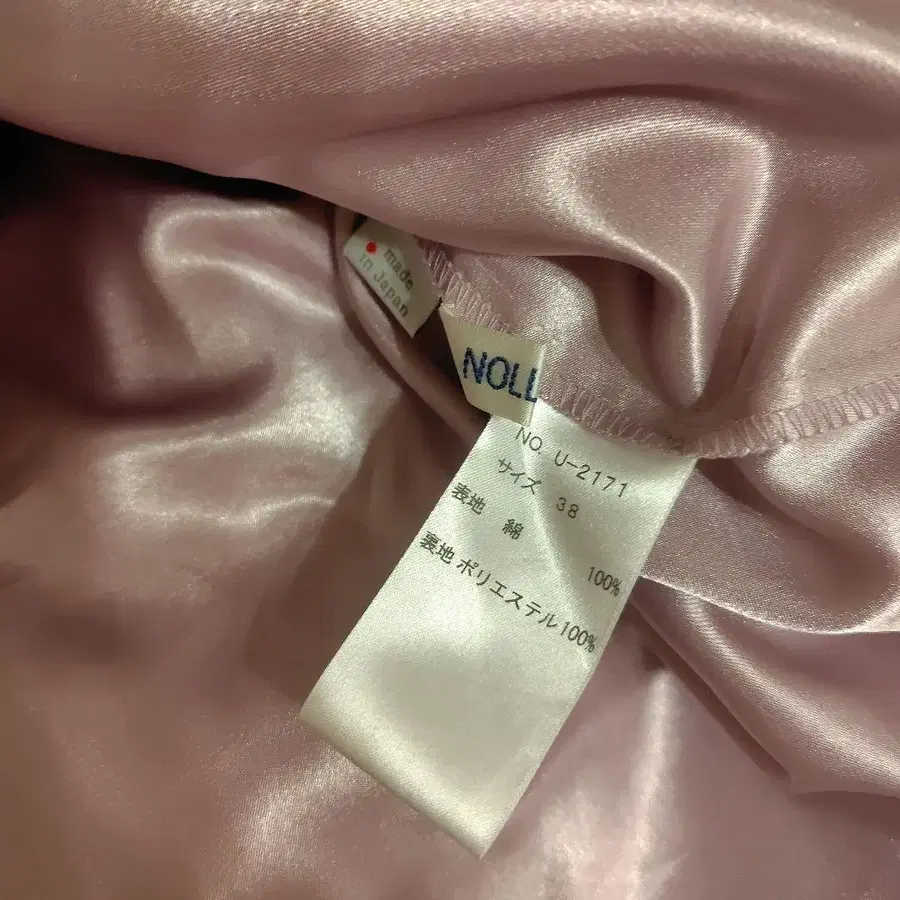 made
in Japan
NOLL
NO. U-2171
サイズ 38
表地 綿 100%
裏地 ポリエステル100%